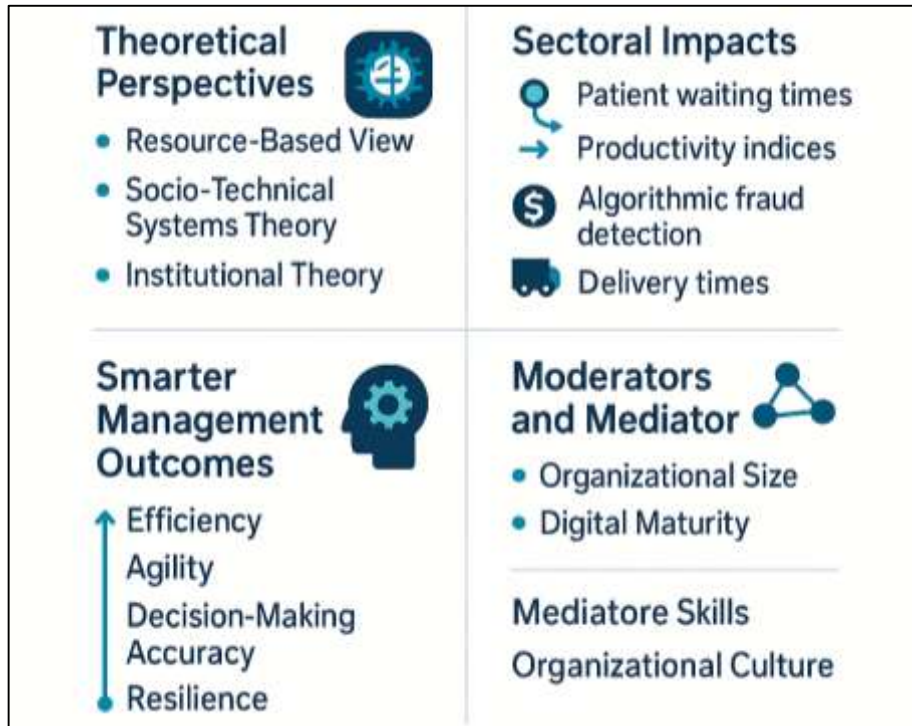 Theoretical
Perspectives
• Resource-Based View
• Socio-Technical
Systems Theory
• Institutional Theory
Sectoral Impacts
Patient waiting times
Productivity indices
$ Algorithmic fraud
detection
Delivery times
Smarter
Management
Outcomes
Efficiency
Agility
Decision-Making
Accuracy
Resilience
Moderators
and Mediator
• Organizational Size
• Digital Maturity
Mediatore Skills
Organizational Culture